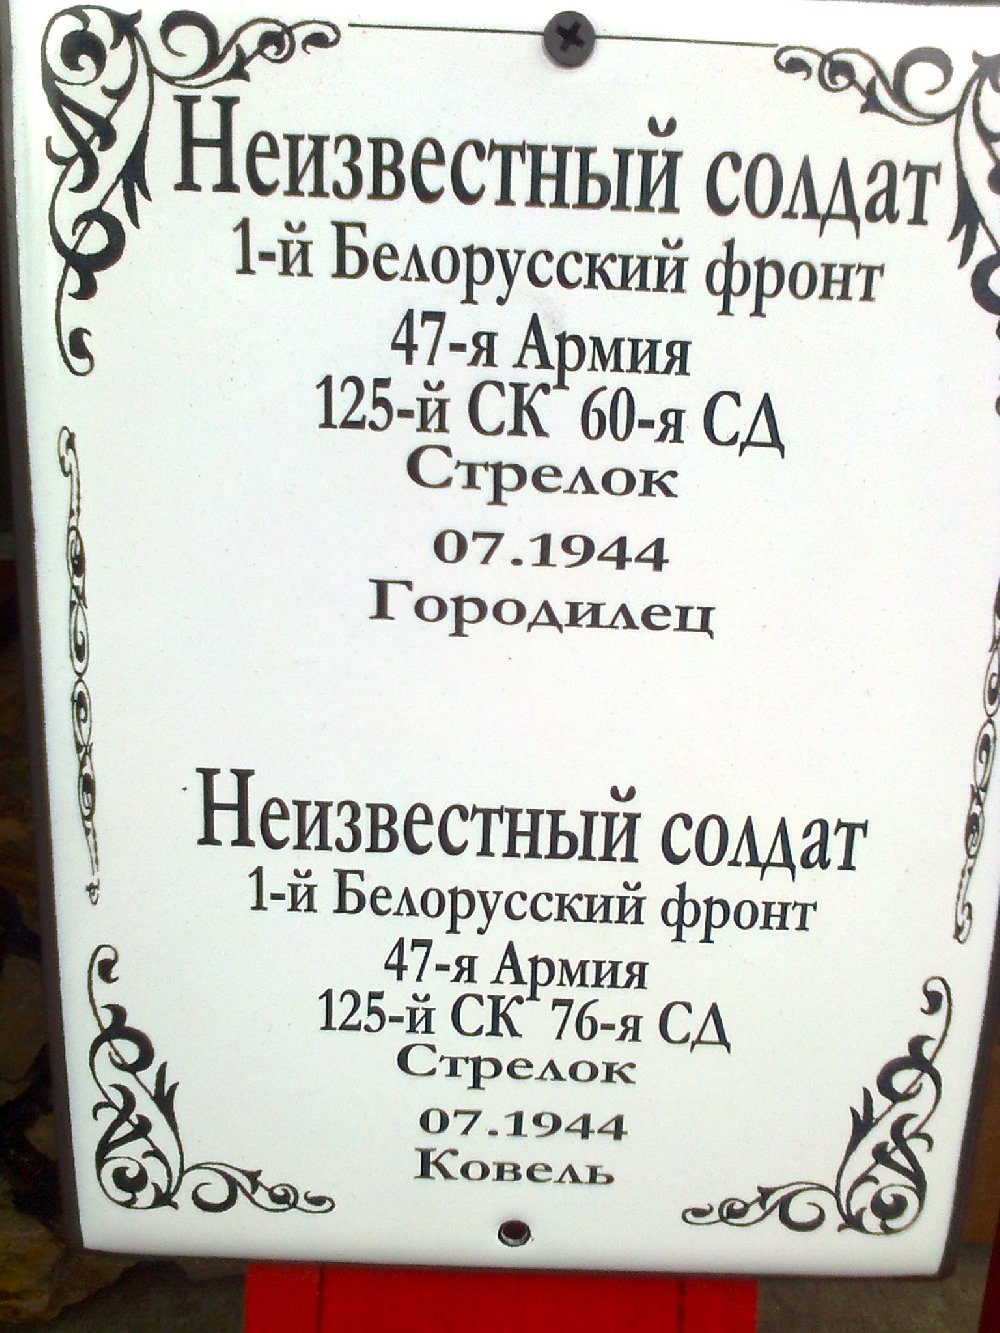 Неизвестный солдат
1-й Белорусский фронт
47-я Армия
125-й СК 60-я СД
Стрелок
07.1944
Городилец
Неизвестный солдат
1-й Белорусский фронт
47-я Армия
125-й СК 76-я СД
Стрелок
07.1944
Ковель